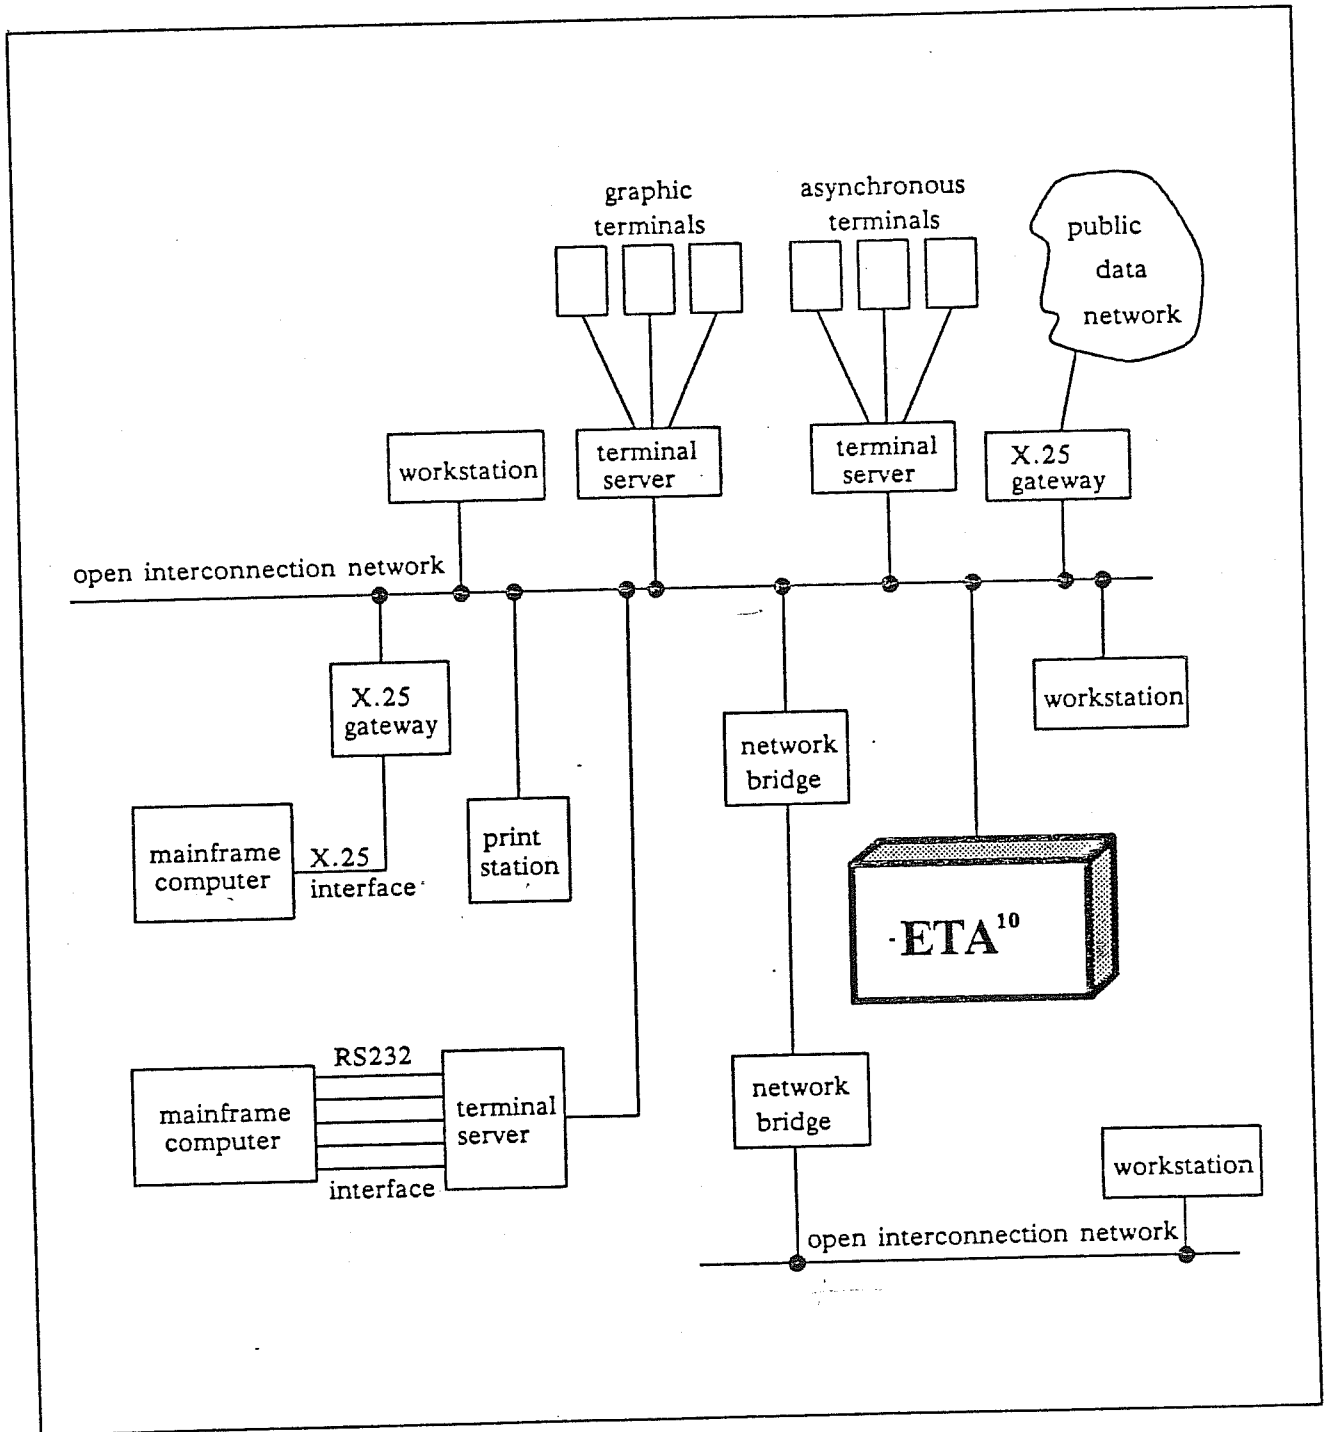 graphic
terminals
asynchronous
terminals
public
data
network
workstation
terminal
server
terminal
server
X.25
gateway
open interconnection network
X.25
gateway
workstation
network
bridge
mainframe
computer
X.25
interface
print
station
ETA¹⁰
RS232
mainframe
computer
terminal
server
interface
network
bridge
workstation
open interconnection network